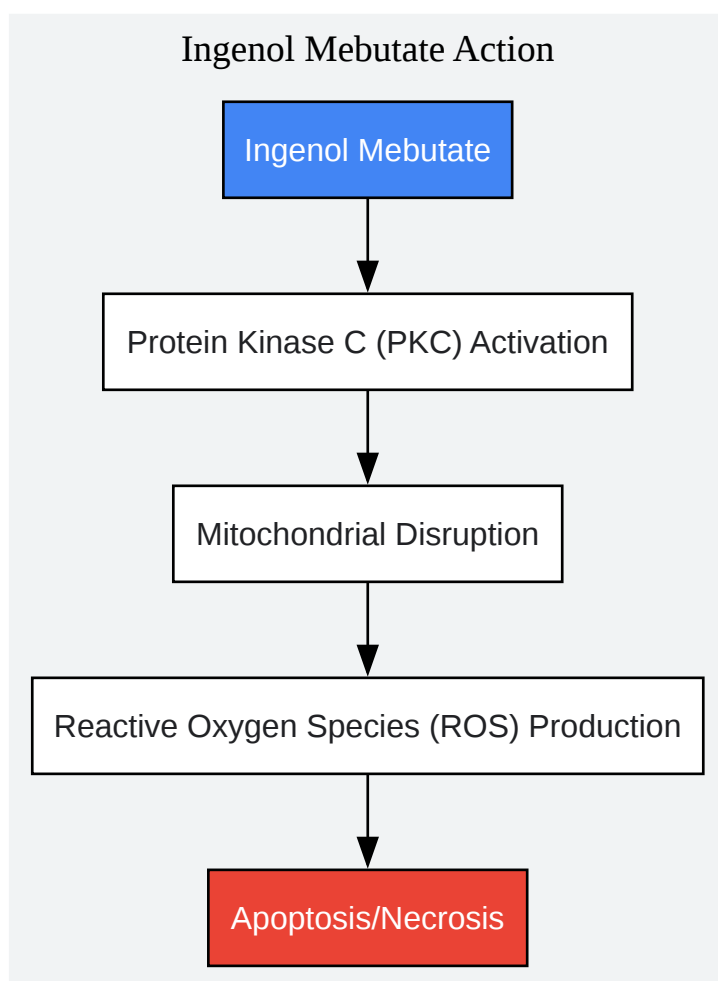 Ingenol Mebutate Action
Ingenol Mebutate
Protein Kinase C (PKC) Activation
Mitochondrial Disruption
Reactive Oxygen Species (ROS) Production
Apoptosis/Necrosis